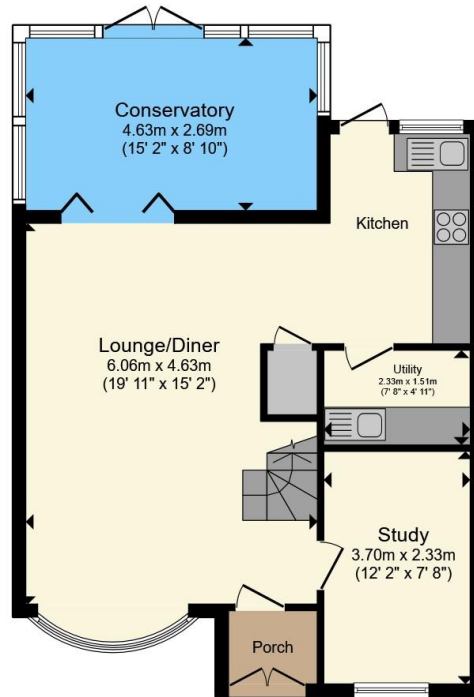 Conservatory
4.63m x 2.69m
(15' 2" x 8' 10")
Kitchen
Lounge/Diner
6.06m x 4.63m
(19' 11" x 15' 2")
Utility
2.33m x 1.51m
(7' 8" x 4' 11")
Study
3.70m x 2.33m
(12' 2" x 7' 8")
Porch